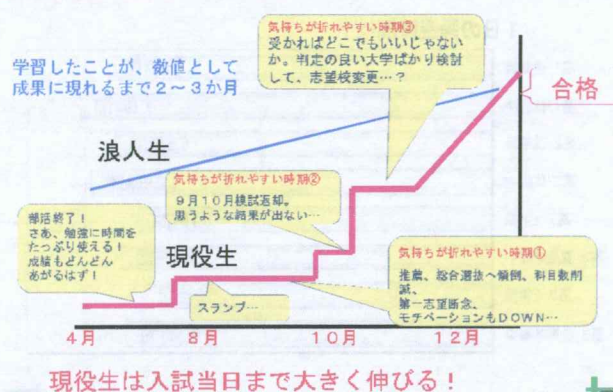 気持ちが折れやすい時期③
受かればどこでもいいじゃない
か。判定の良い大学ばかり検討
して、志望校変更…?
学習したことが、数値として
成果に現れるまで2～3か月
合格
浪人生
気持ちが折れやすい時期②
9月10月模試返却。
思うような結果が出ない…
部活終了!
さあ、勉強に時間を
たっぷり使える!
成績もどんどん
あがるはず!
現役生
気持ちが折れやすい時期①
推薦、総合選抜へ傾倒、科目数削
減、
第一志望断念、
モチベーションもDOWN…
スランプ…
4月
8月
10月
12月
現役生は入試当日まで大きく伸びる!